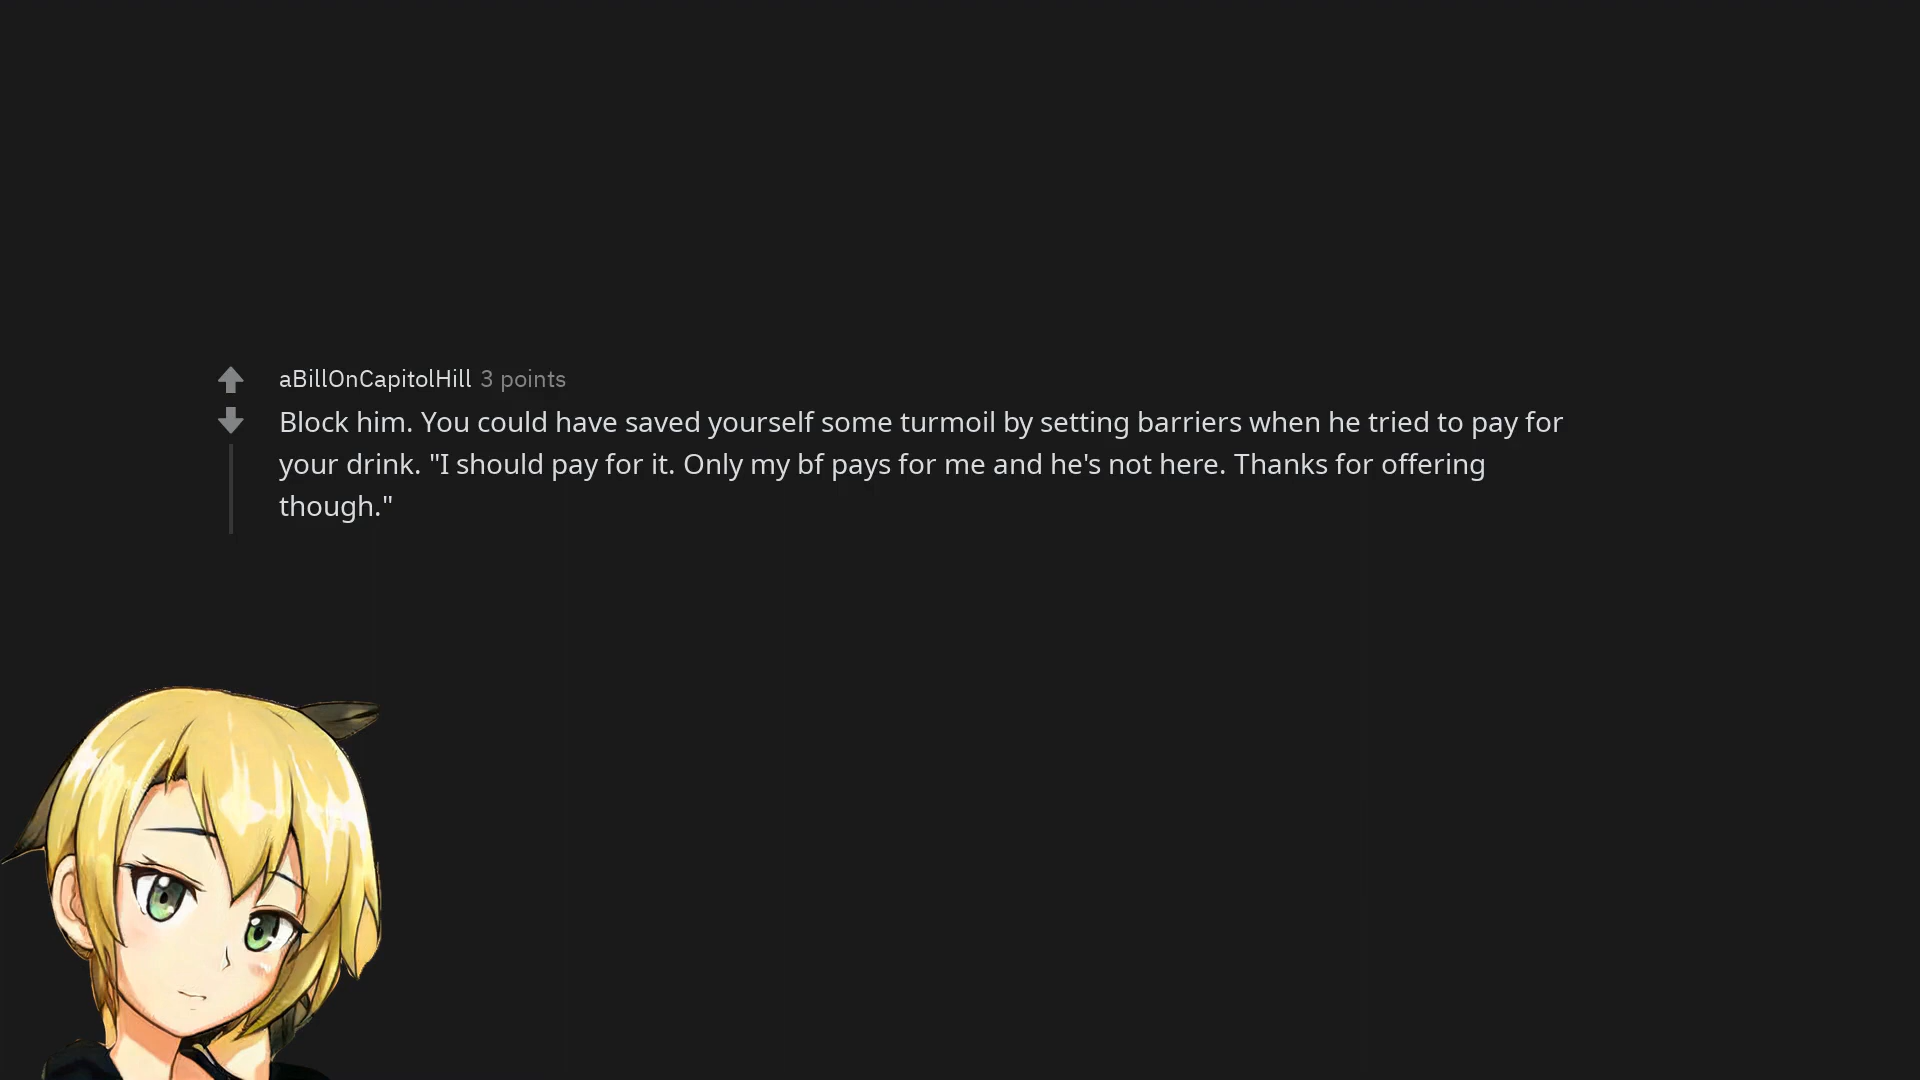 aBillOnCapitolHill 3 points
Block him. You could have saved yourself some turmoil by setting barriers when he tried to pay for
your drink. "I should pay for it. Only my bf pays for me and he's not here. Thanks for offering
though."